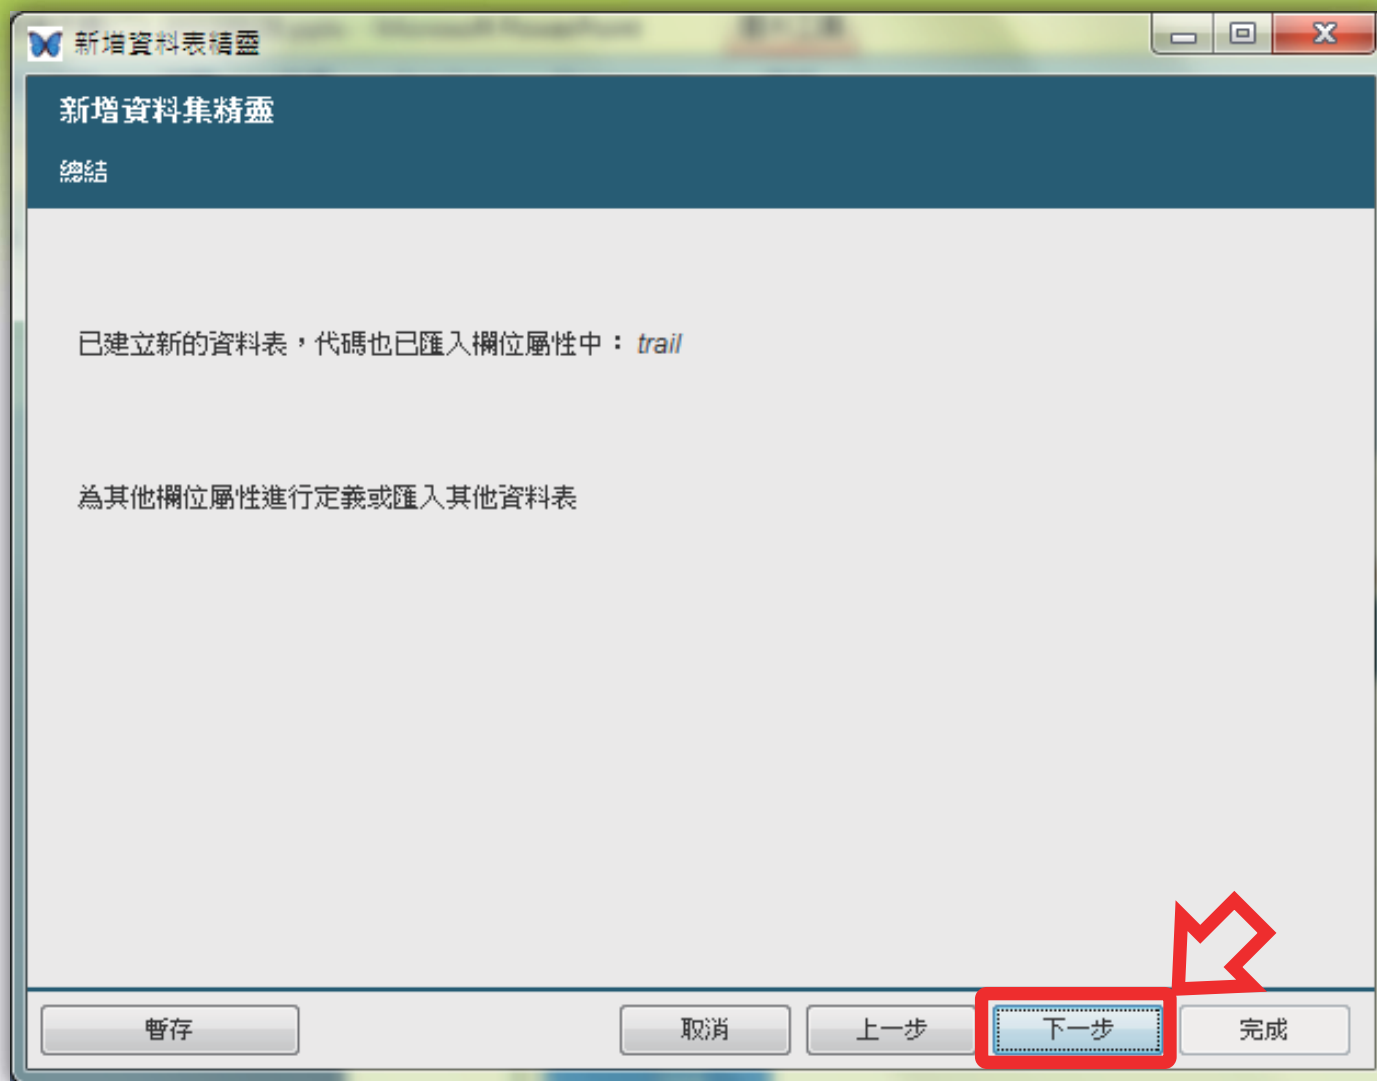 新增資料表精靈
新增資料集精靈
總結
已建立新的資料表，代碼也已匯入欄位屬性中： trail
為其他欄位屬性進行定義或匯入其他資料表
暫存 取消 上一步 下一步 完成